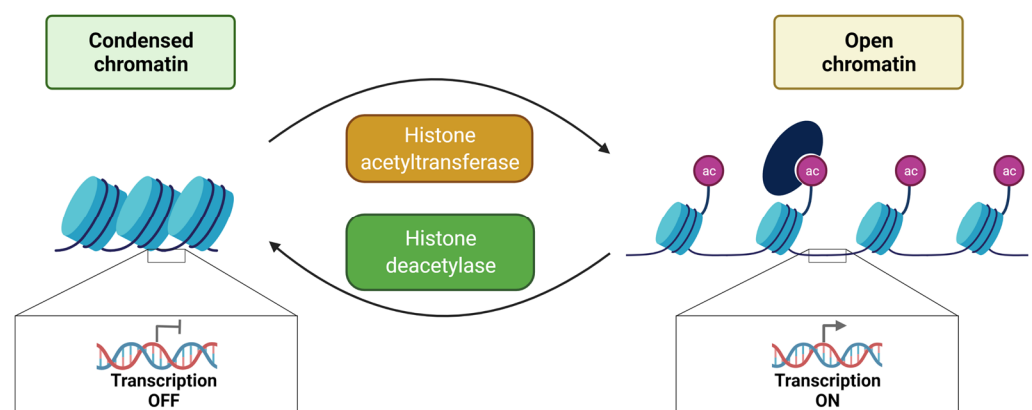 Condensed
chromatin
Open
chromatin
Histone
acetyltransferase
ac
ac
ac
ac
Histone
deacetylase
Transcription
OFF
Transcription
ON